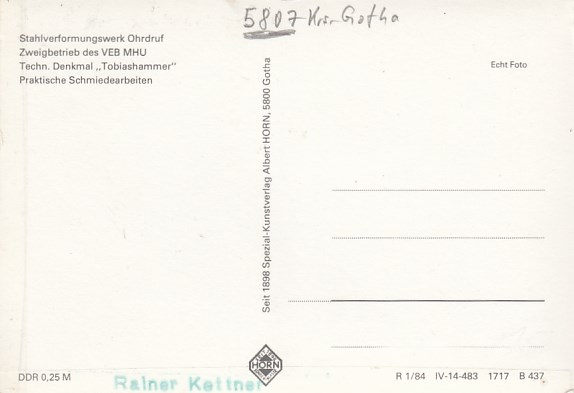 5807 Krs. Gotha
Stahlverformungswerk Ohrdruf
Zweigbetrieb des VEB MHU
Techn. Denkmal „Tobiashammer"
Praktische Schmiedearbeiten
Echt Foto
Seit 1898 Spezial-Kunstverlag Albert HORN, 5800 Gotha
HORN
DDR 0,25 M
Rainer Kettner
R 1/84 IV-14-483 1717 B 437